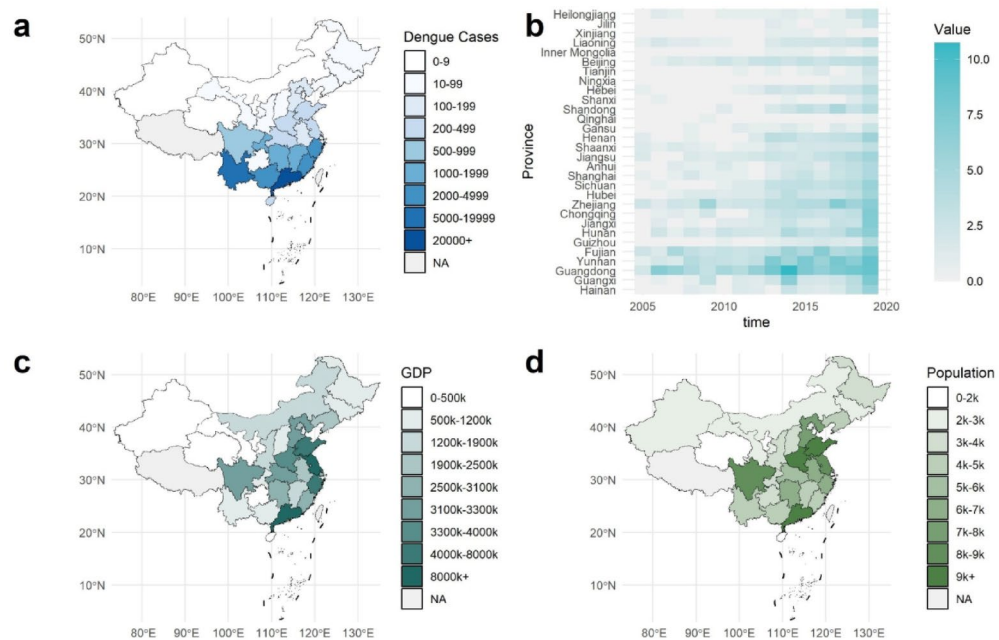 a
Dengue Cases
0-9
10-99
100-199
200-499
500-999
1000-1999
2000-4999
5000-19999
20000+
NA
50°N
40°N
30°N
20°N
10°N
80°E 90°E 100°E 110°E 120°E 130°E
b
Province
Heilongjiang
Jilin
Xinjiang
Liaoning
Inner Mongolia
Beijing
Tianjin
Ningxia
Hebei
Shanxi
Shandong
Qinghai
Gansu
Henan
Shaanxi
Jiangsu
Anhui
Shanghai
Sichuan
Hubei
Zhejiang
Chongqing
Jiangxi
Hunan
Guizhou
Fujian
Yunnan
Guangdong
Guangxi
Hainan
2005 2010 2015 2020
time
Value
10.0
7.5
5.0
2.5
0.0
c
GDP
0-500k
500k-1200k
1200k-1900k
1900k-2500k
2500k-3100k
3100k-3300k
3300k-4000k
4000k-8000k
8000k+
NA
50°N
40°N
30°N
20°N
10°N
80°E 90°E 100°E 110°E 120°E 130°E
d
Population
0-2k
2k-3k
3k-4k
4k-5k
5k-6k
6k-7k
7k-8k
8k-9k
9k+
NA
50°N
40°N
30°N
20°N
10°N
80°E 90°E 100°E 110°E 120°E 130°E